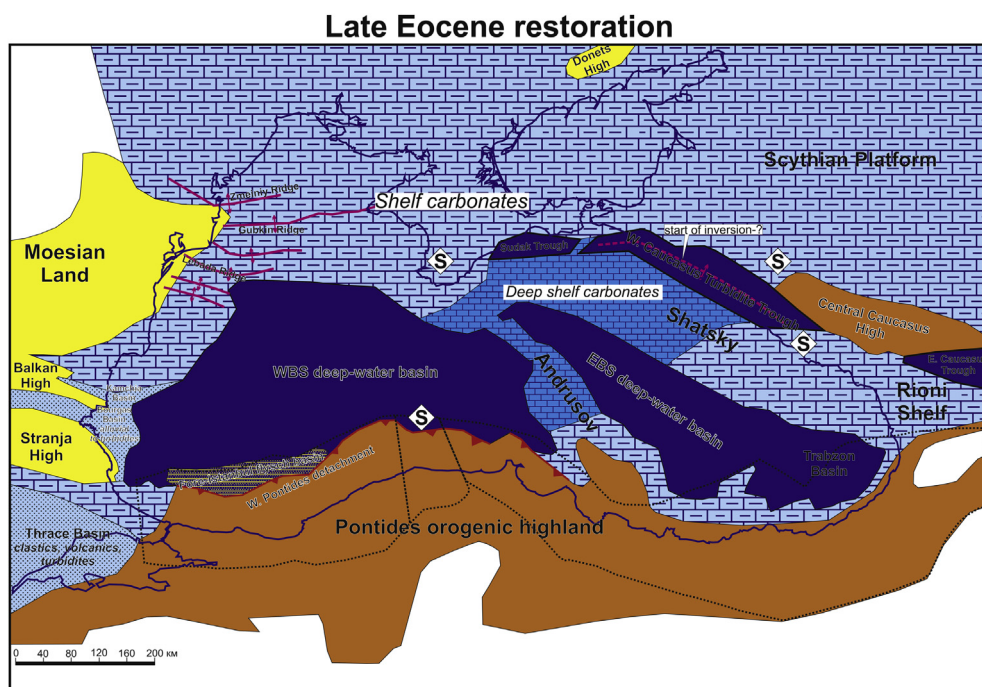 Late Eocene restoration
Donets
High
Scythian Platform
Zmeinly Ridge
Shelf carbonates
Gubkin Ridge
start of inversion-?
Sudak Trough
W. Caucasus Turbidite Trough
S
S
Moesian
Land
Deep shelf carbonates
Central Caucasus
High
Shatsky
S
E. Caucasus
Trough
Balkan
High
WBS deep-water basin
Andrusov
EBS deep-water
basin
Rioni
Shelf
S
Stranja
High
Trabzon
Basin
W. Pontides detachment
Pontides orogenic highland
Thrace Basin
clastics, volcanics,
turbidites
0 40 80 120 160 200 км